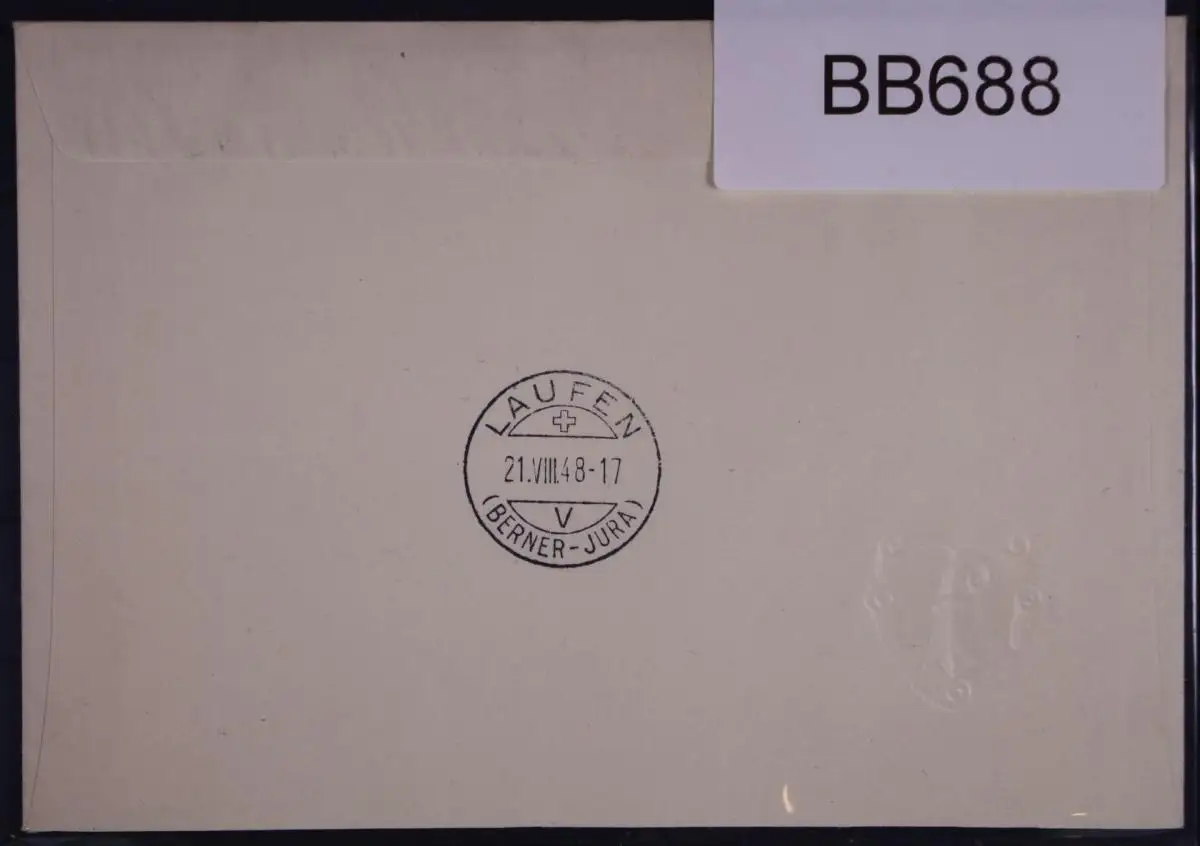 BB688
LAUFEN
21.VIII.48-17
V
(BERNER-JURA)